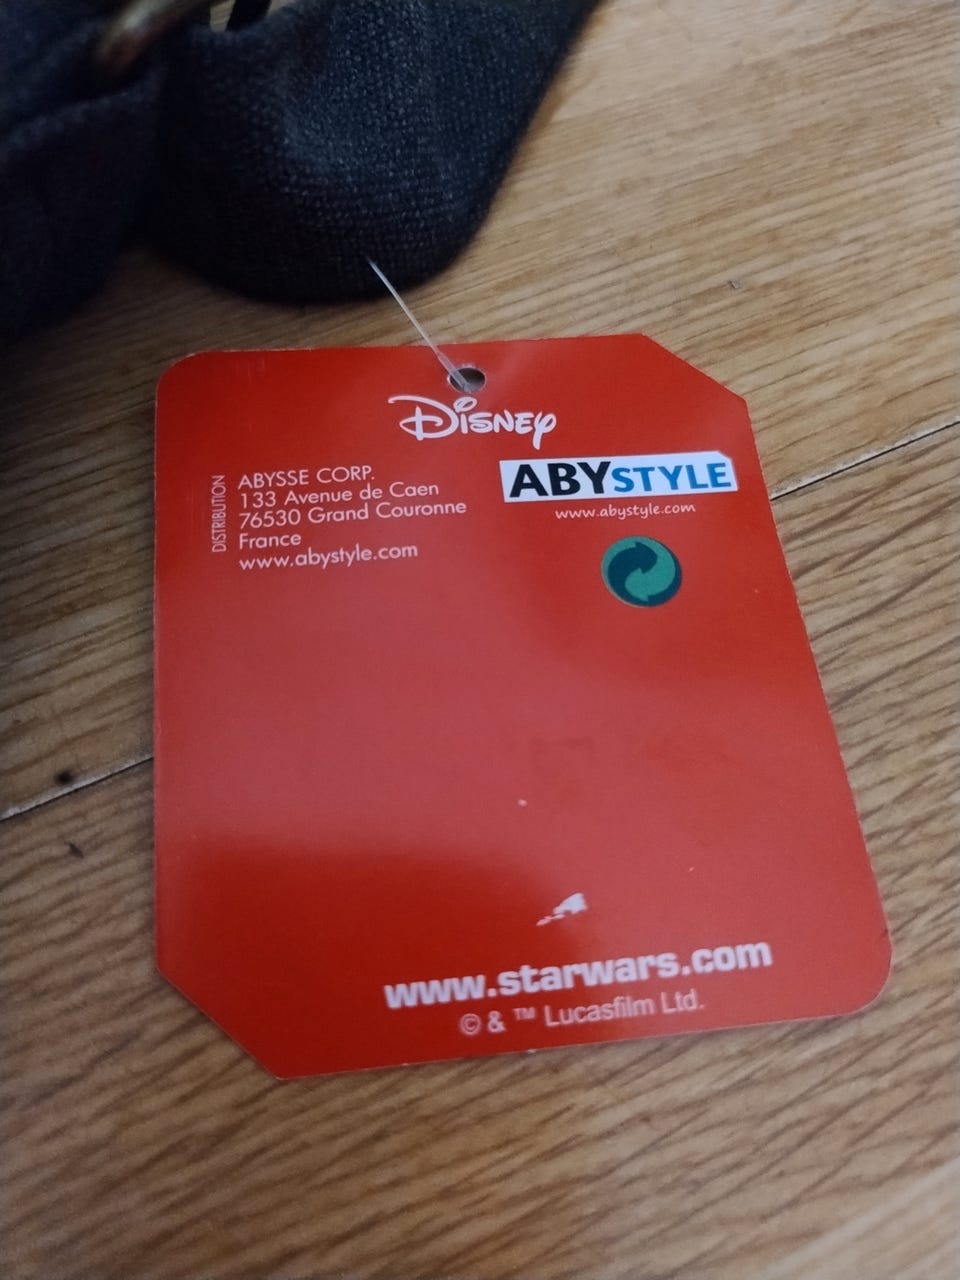 Disney
DISTRIBUTION
ABYSSE CORP.
133 Avenue de Caen
76530 Grand Couronne
France
www.abystyle.com
ABYSTYLE
www.abystyle.com
www.starwars.com
© & ™ Lucasfilm Ltd.